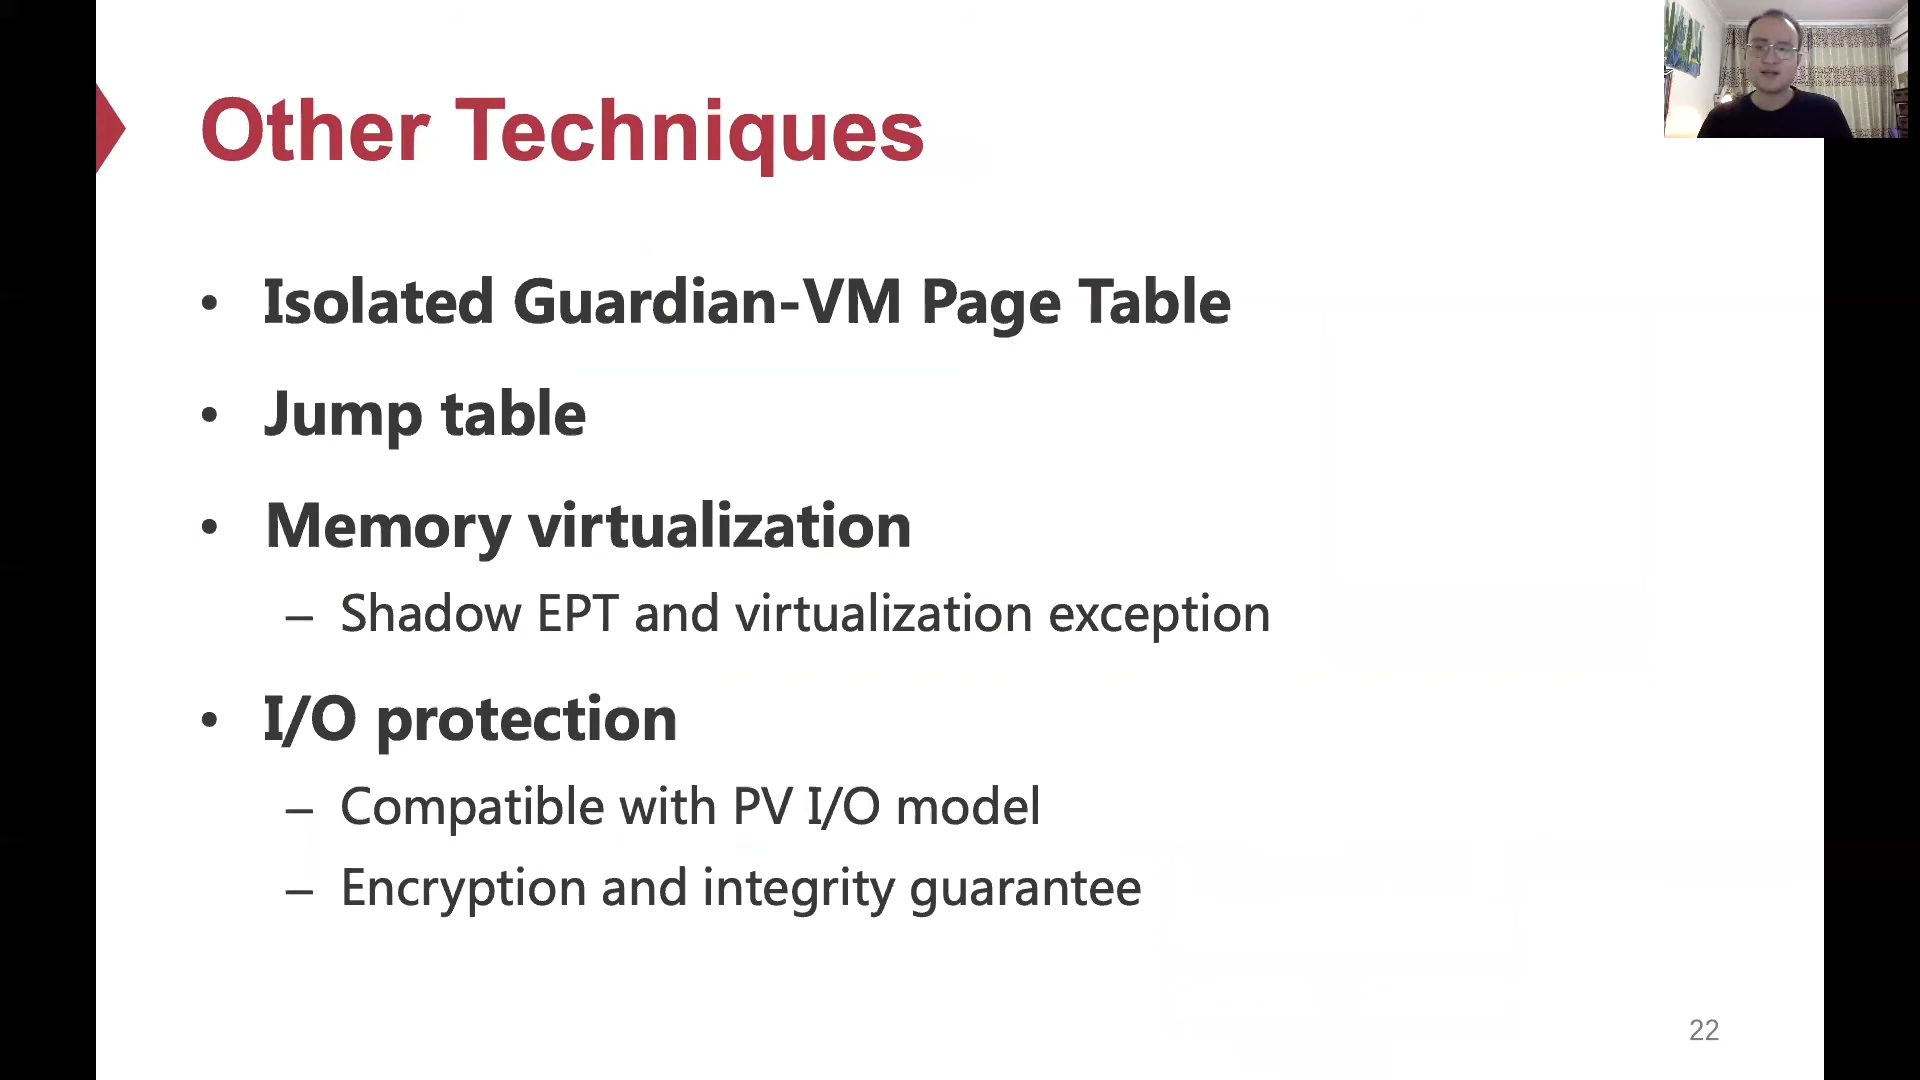 Other Techniques
• Isolated Guardian-VM Page Table
• Jump table
• Memory virtualization
– Shadow EPT and virtualization exception
• I/O protection
– Compatible with PV I/O model
– Encryption and integrity guarantee
22